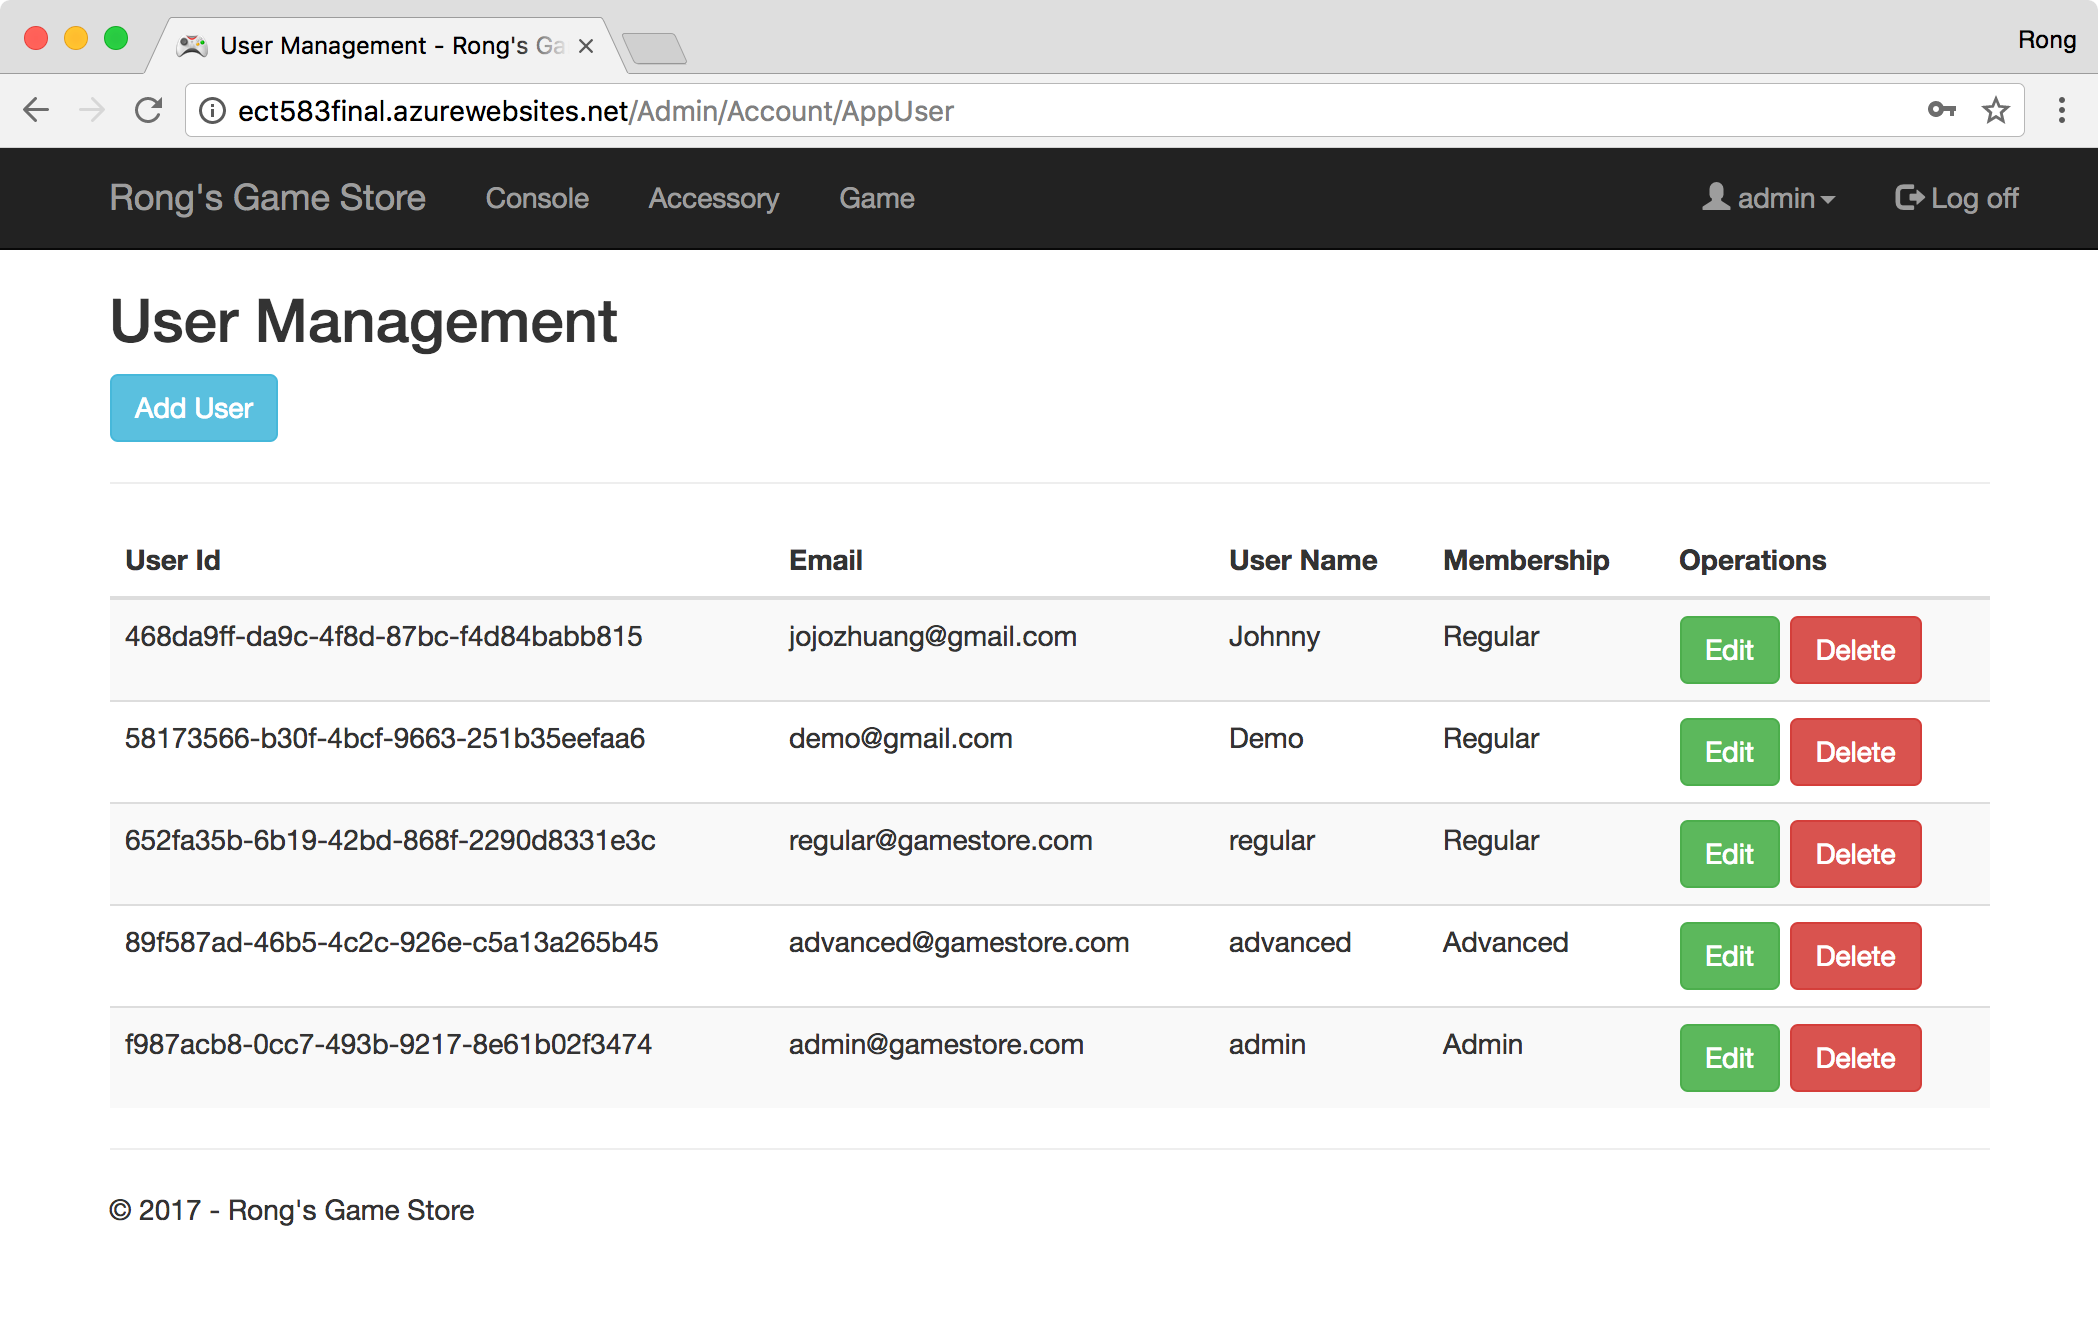 User Management - Rong's Ga
Rong
ect583final.azurewebsites.net/Admin/Account/AppUser
Rong's Game Store Console Accessory Game admin Log off
User Management
Add User
User Id Email User Name Membership Operations
468da9ff-da9c-4f8d-87bc-f4d84babb815 jojozhuang@gmail.com Johnny Regular Edit Delete
58173566-b30f-4bcf-9663-251b35eefaa6 demo@gmail.com Demo Regular Edit Delete
652fa35b-6b19-42bd-868f-2290d8331e3c regular@gamestore.com regular Regular Edit Delete
89f587ad-46b5-4c2c-926e-c5a13a265b45 advanced@gamestore.com advanced Advanced Edit Delete
f987acb8-0cc7-493b-9217-8e61b02f3474 admin@gamestore.com admin Admin Edit Delete
© 2017 - Rong's Game Store